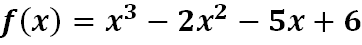 f(x) = x³ − 2x² − 5x + 6